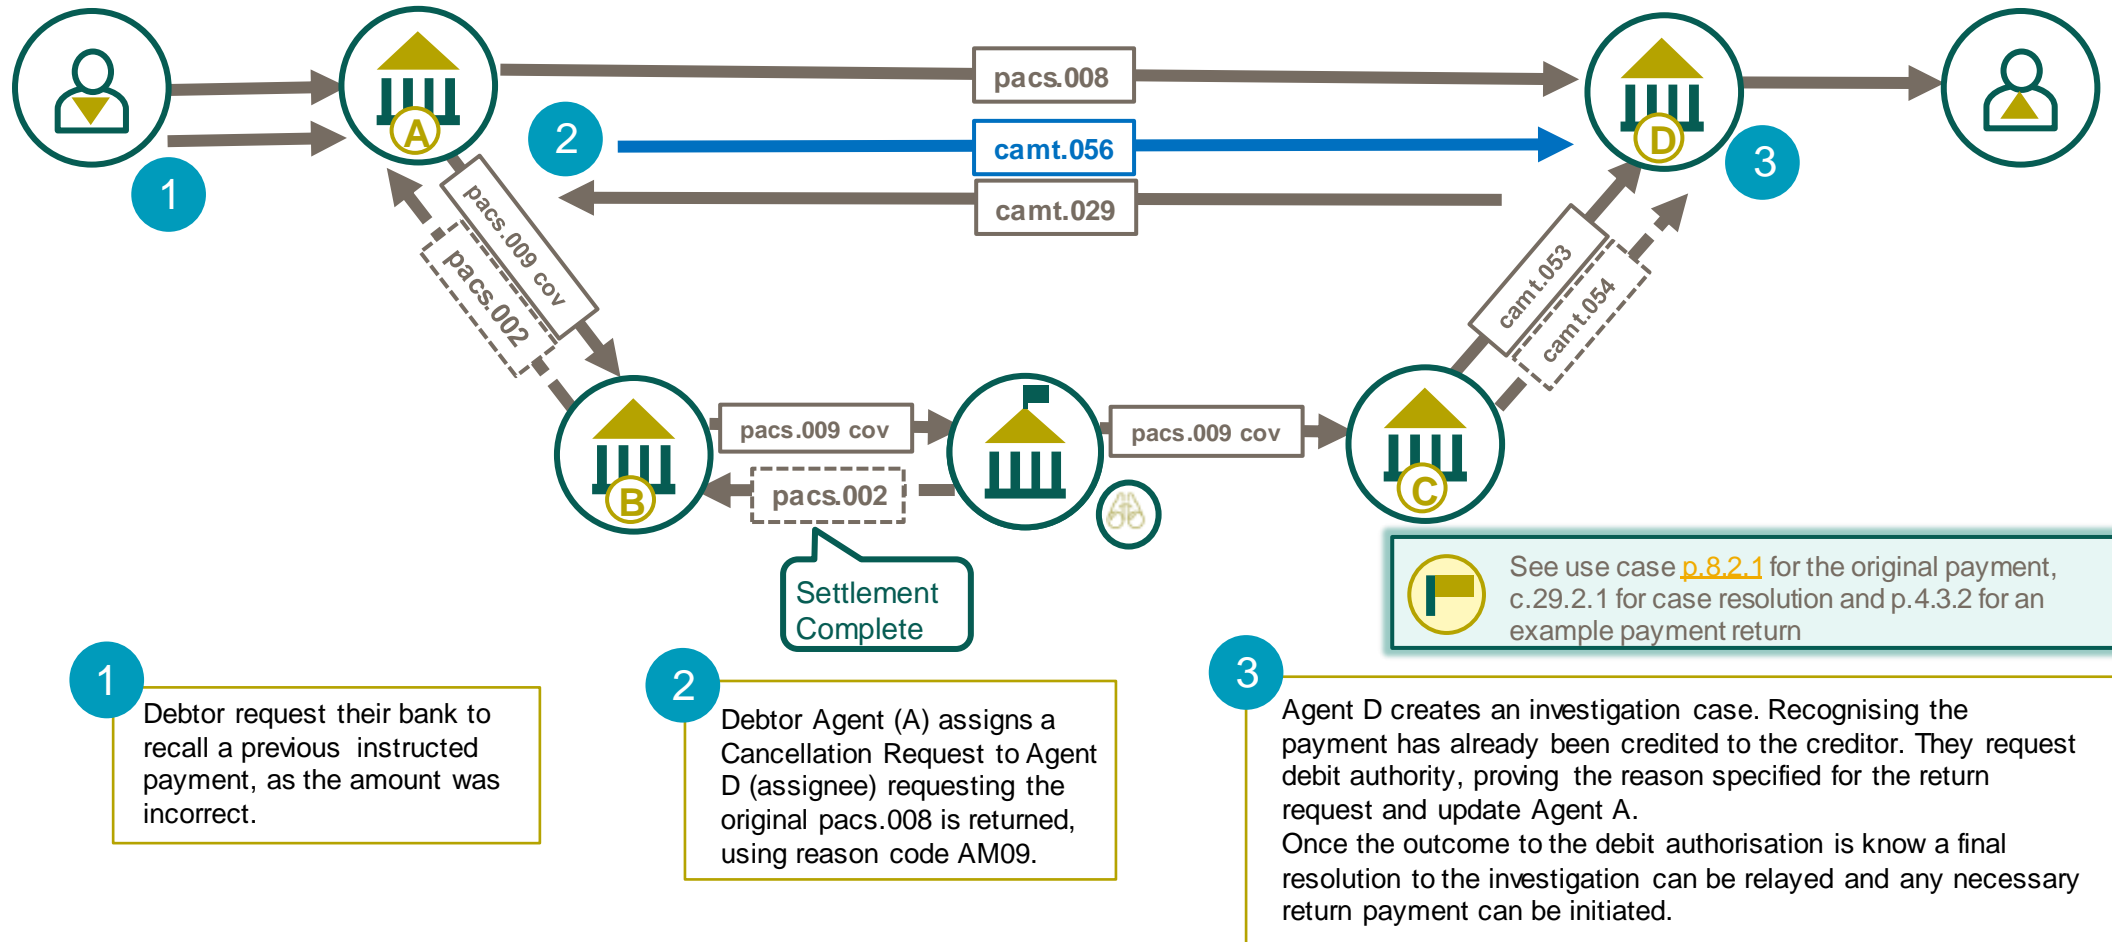 pacs.008
A
D
2
camt.056
3
1
camt.029
pacs.009 cov
pacs.002
camt.053
camt.054
pacs.009 cov
pacs.009 cov
B
pacs.002
C
Settlement
Complete
See use case p.8.2.1 for the original payment,
c.29.2.1 for case resolution and p.4.3.2 for an
example payment return
1
Debtor request their bank to
recall a previous instructed
payment, as the amount was
incorrect.
2
Debtor Agent (A) assigns a
Cancellation Request to Agent
D (assignee) requesting the
original pacs.008 is returned,
using reason code AM09.
3
Agent D creates an investigation case. Recognising the
payment has already been credited to the creditor. They request
debit authority, proving the reason specified for the return
request and update Agent A.
Once the outcome to the debit authorisation is know a final
resolution to the investigation can be relayed and any necessary
return payment can be initiated.